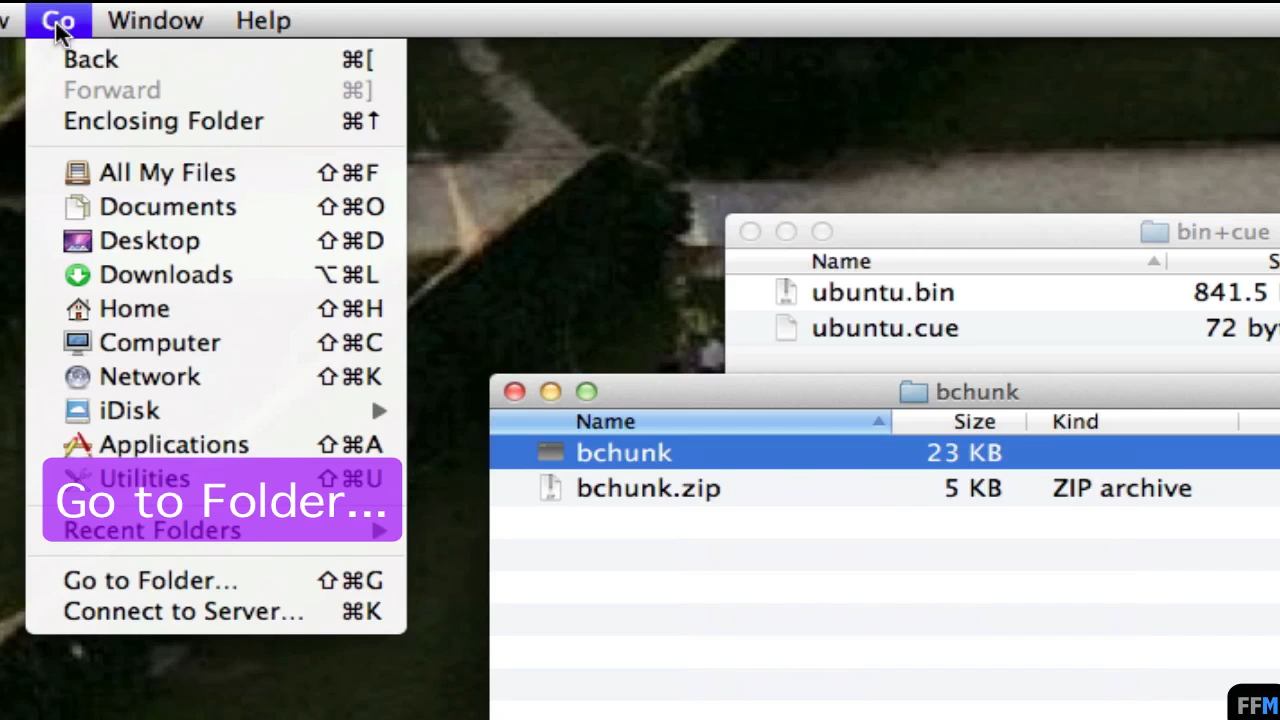 Go Window Help
Back ⌘[
Forward ⌘]
Enclosing Folder ⌘↑
All My Files ⇧⌘F
Documents ⇧⌘O
Desktop ⇧⌘D
Downloads ⌥⌘L
Home ⇧⌘H
Computer ⇧⌘C
Network ⇧⌘K
iDisk ▶
Applications ⇧⌘A
Utilities ⇧⌘U
Go to Folder...
Recent Folders ▶
Go to Folder... ⇧⌘G
Connect to Server... ⌘K
bin+cue
Name S
ubuntu.bin 841.5
ubuntu.cue 72 by
bchunk
Name Size Kind
bchunk 23 KB
bchunk.zip 5 KB ZIP archive
FFM